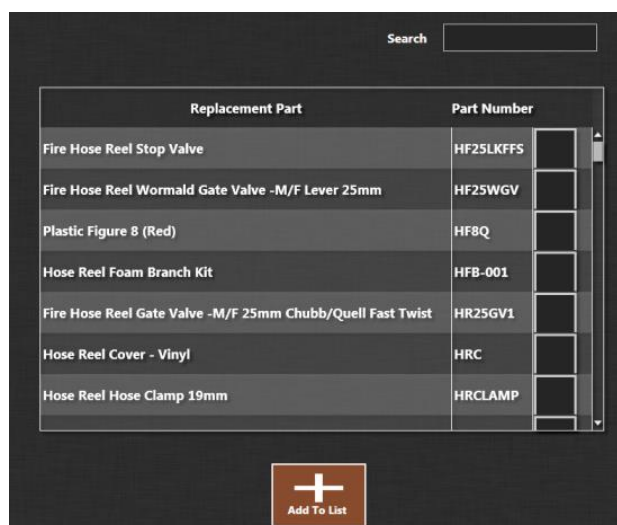 Search
Replacement Part Part Number
Fire Hose Reel Stop Valve HF25LKFFS
Fire Hose Reel Wormald Gate Valve -M/F Lever 25mm HF25WGV
Plastic Figure 8 (Red) HF8Q
Hose Reel Foam Branch Kit HFB-001
Fire Hose Reel Gate Valve -M/F 25mm Chubb/Quell Fast Twist HR25GV1
Hose Reel Cover - Vinyl HRC
Hose Reel Hose Clamp 19mm HRCLAMP
Add To List